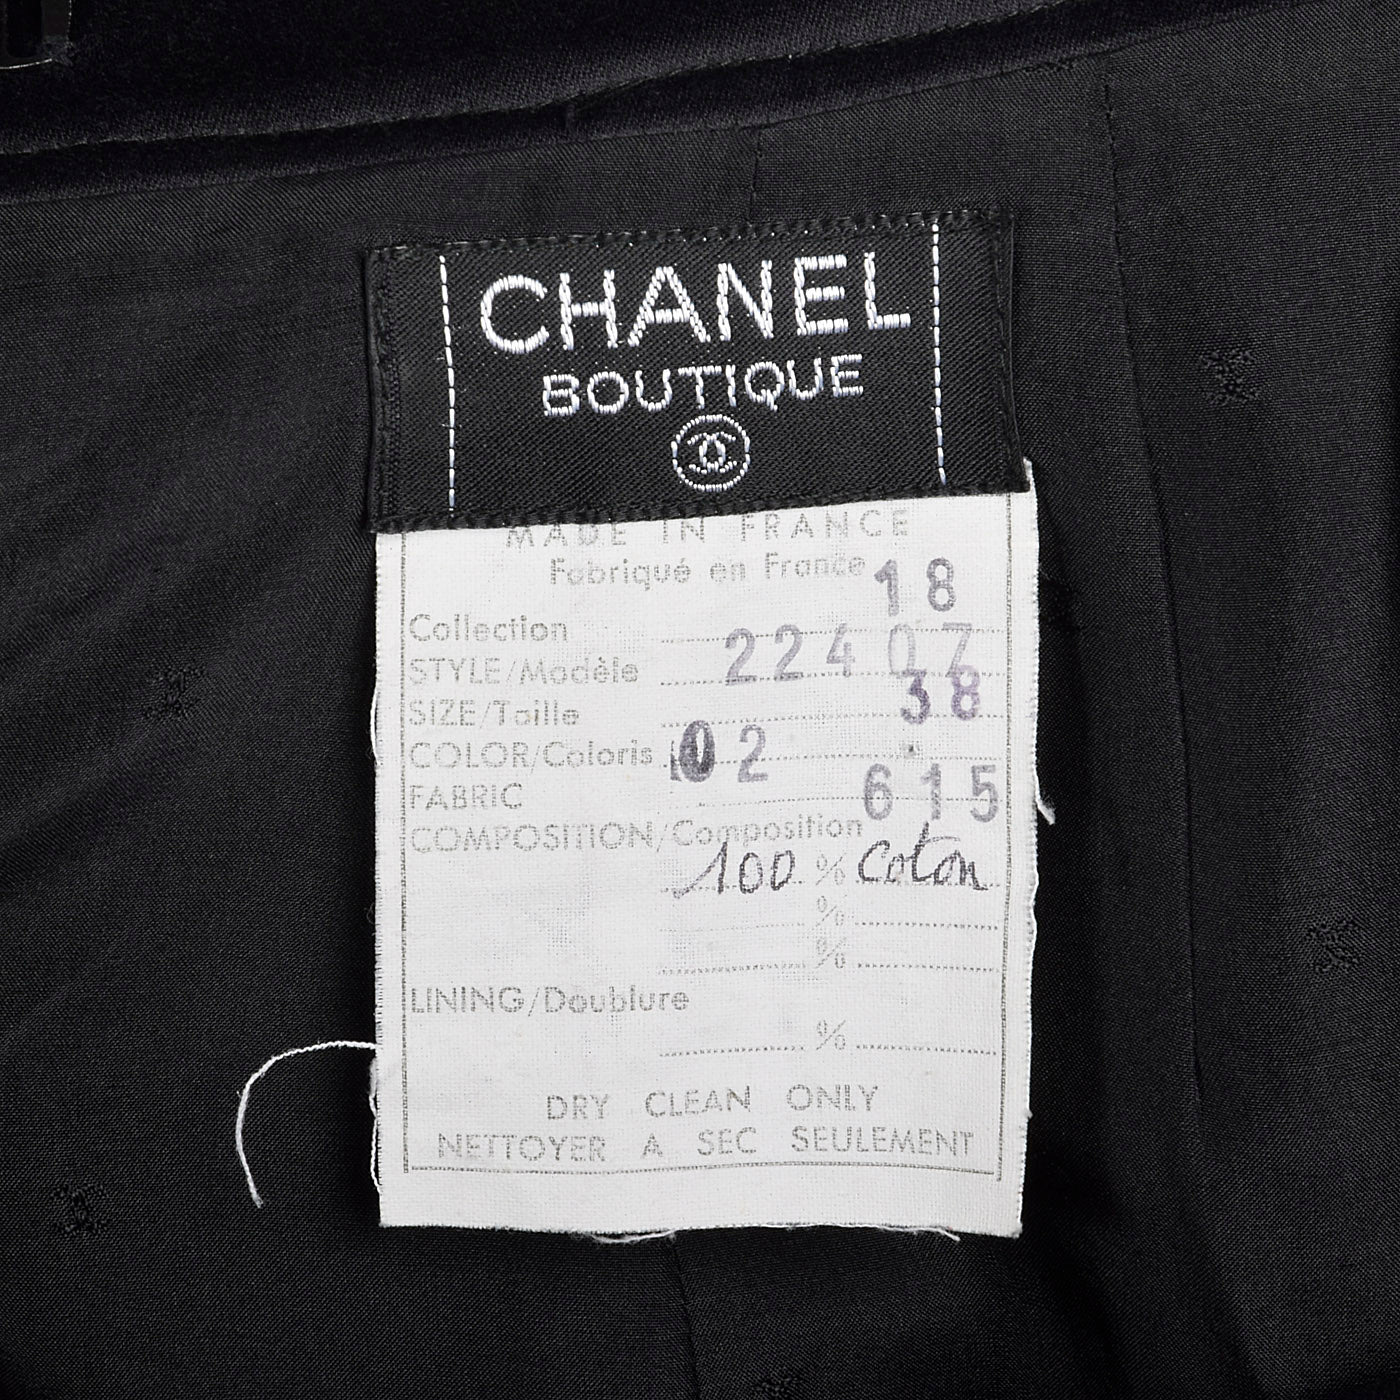 CHANEL
BOUTIQUE
MADE IN FRANCE
Fabriqué en France
Collection 18
STYLE/Modèle 22407
SIZE/Taille 38
COLOR/Coloris 02
FABRIC 615
COMPOSITION/Composition
100 % coton
%
%
LINING/Doublure
%
DRY CLEAN ONLY
NETTOYER A SEC SEULEMENT